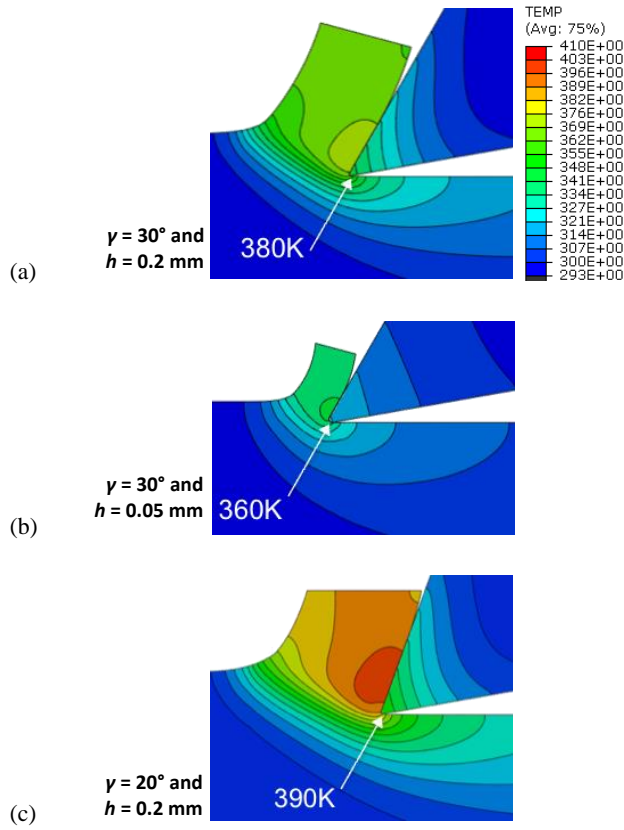 TEMP
(Avg: 75%)
410E+00
403E+00
396E+00
389E+00
382E+00
376E+00
369E+00
362E+00
355E+00
348E+00
341E+00
334E+00
327E+00
321E+00
314E+00
307E+00
300E+00
293E+00
380K
γ = 30° and
(a) h = 0.2 mm
γ = 30° and
360K
(b) h = 0.05 mm
γ = 20° and
390K
(c) h = 0.2 mm